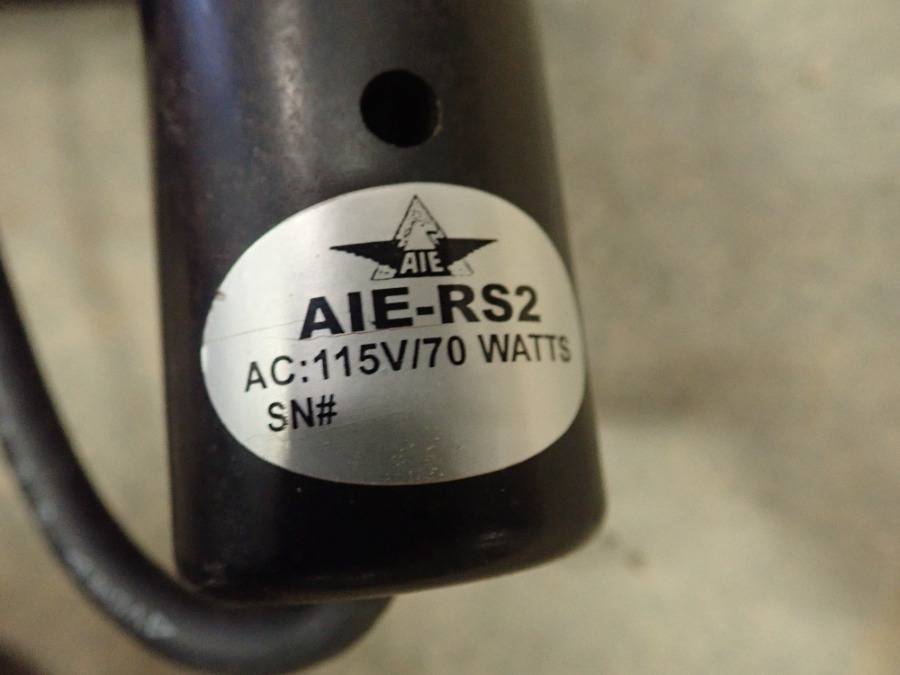 AIE
AIE-RS2
AC:115V/70 WATTS
SN#